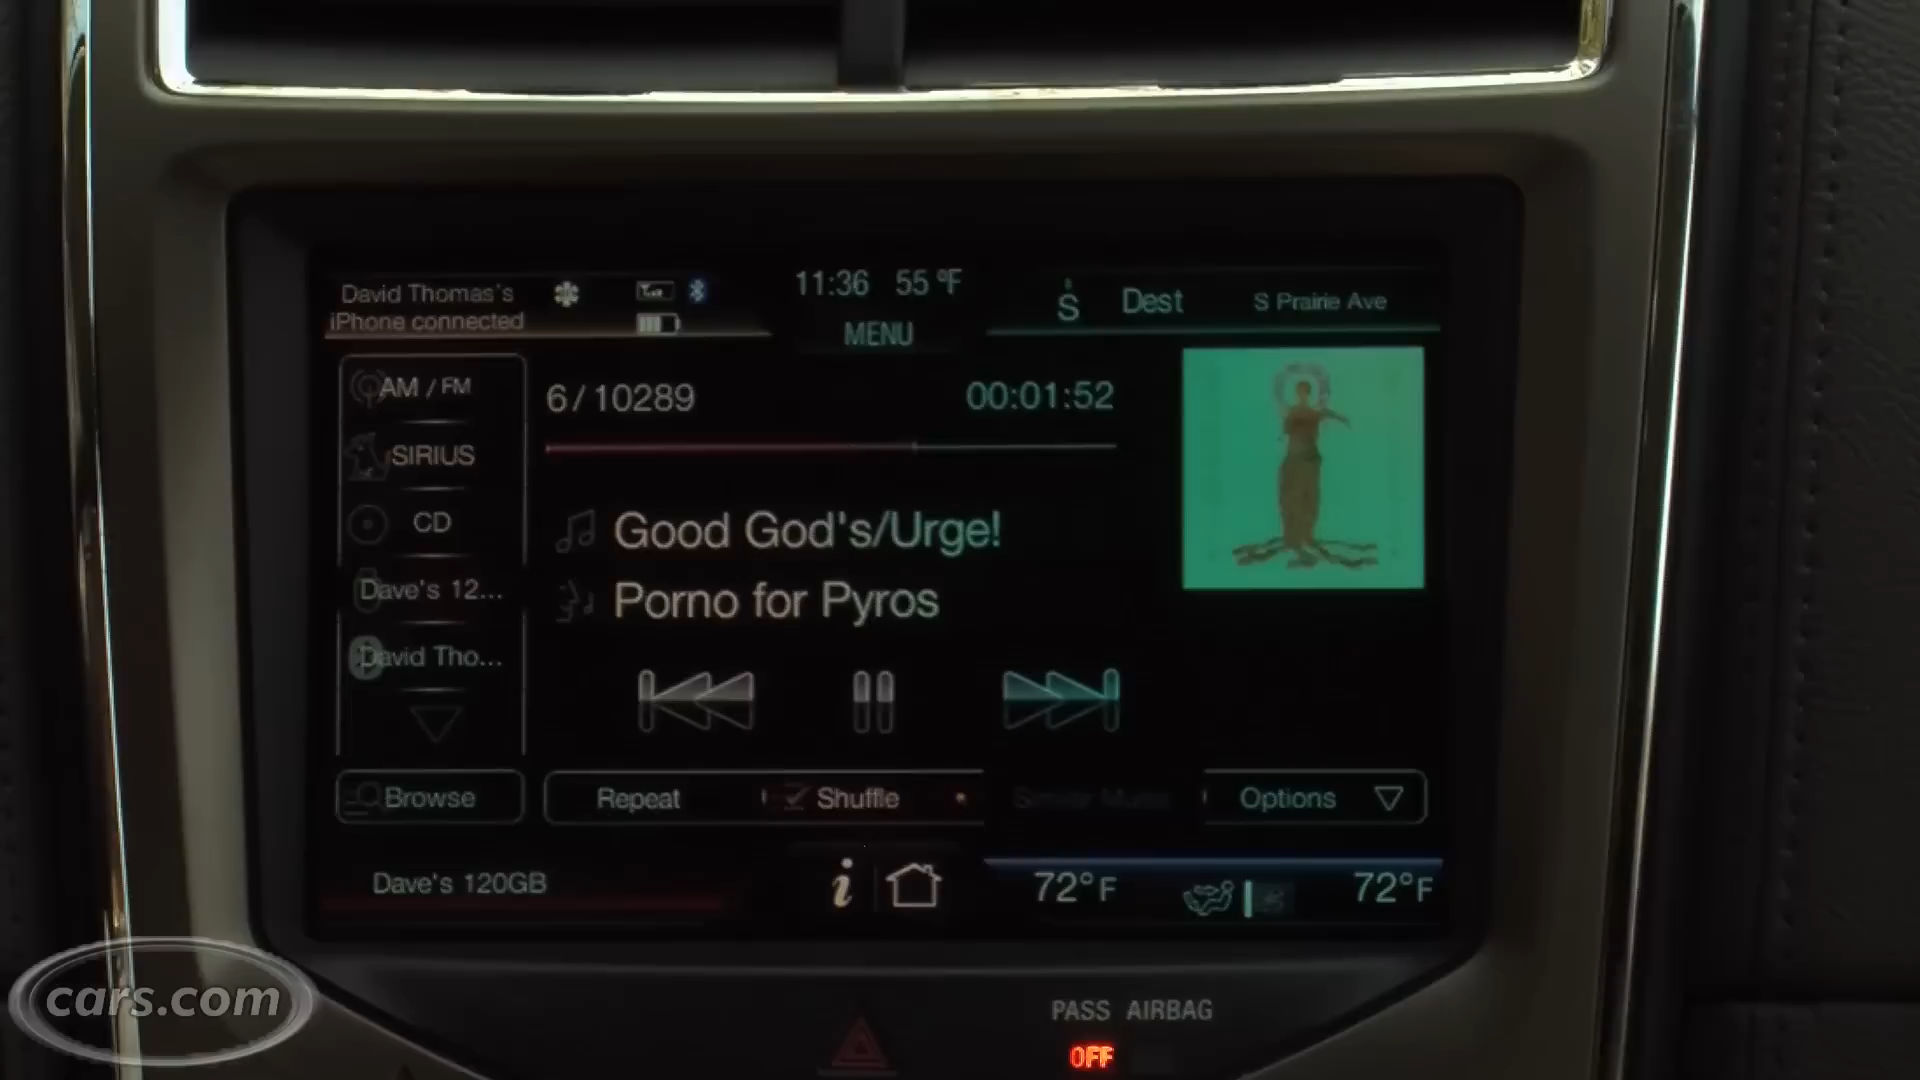 David Thomas's
iPhone connected
11:36 55 °F
MENU
S
Dest
S Prairie Ave
AM / FM
SIRIUS
CD
Dave's 12...
David Tho...
Browse
6/10289
00:01:52
Good God's/Urge!
Porno for Pyros
Repeat
Shuffle
Options
Dave's 120GB
i
72°F
72°F
PASS AIRBAG
OFF
cars.com